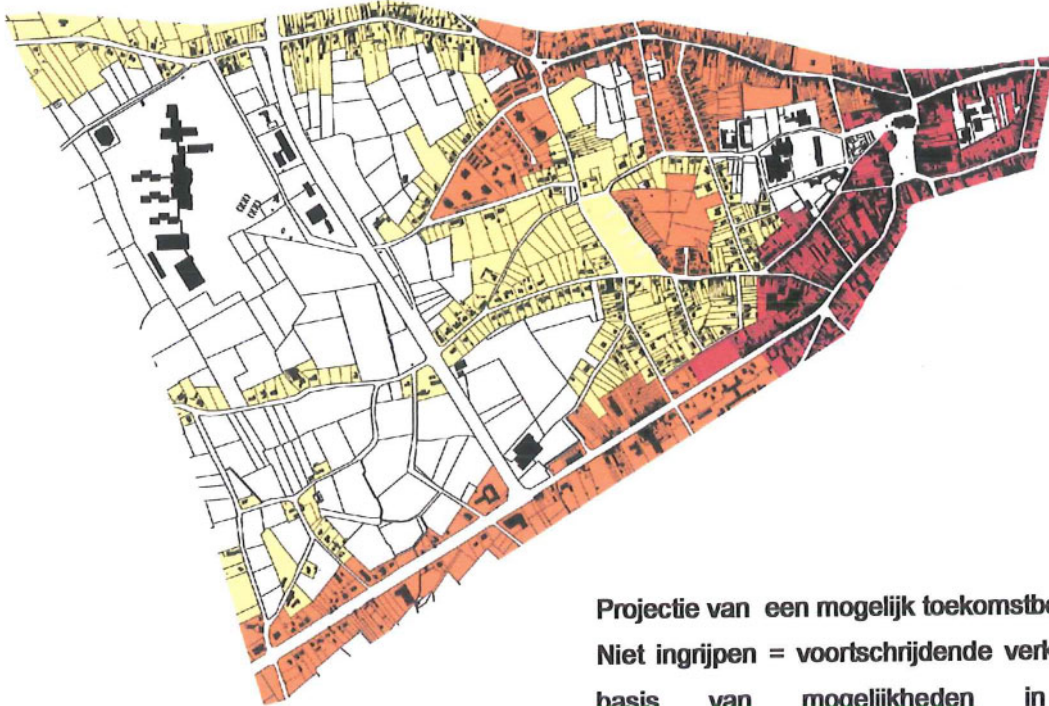 Projectie van een mogelijk
Niet ingrijpen = voortschrijdende
basis van mogelijkheden in